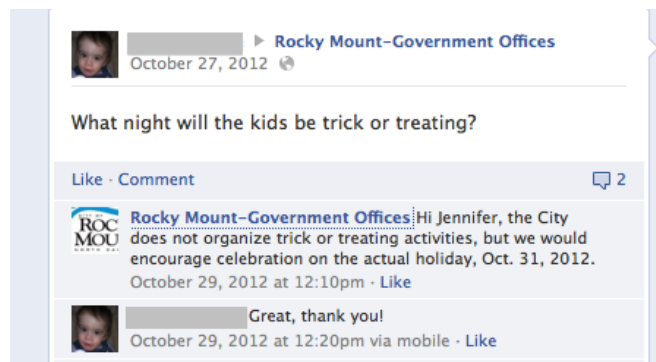 Rocky Mount-Government Offices
October 27, 2012
What night will the kids be trick or treating?
Like · Comment
2
ROC
MOU
Rocky Mount-Government Offices Hi Jennifer, the City
does not organize trick or treating activities, but we would
encourage celebration on the actual holiday, Oct. 31, 2012.
October 29, 2012 at 12:10pm · Like
Great, thank you!
October 29, 2012 at 12:20pm via mobile · Like